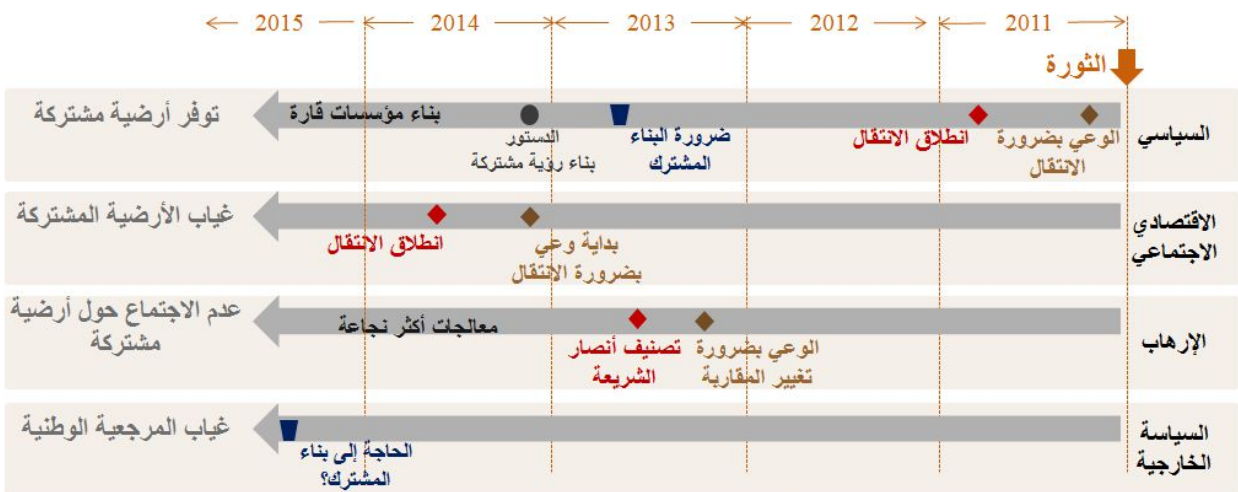 2011 2012 2013 2014 2015
الثورة
السياسي
الوعي بضرورة
الانتقال
انطلاق الانتقال
ضرورة البناء
المشترك
الدستور
بناء رؤية مشتركة
بناء مؤسسات قارة
توفر أرضية مشتركة
الاقتصادي
الاجتماعي
بداية وعي
بضرورة الانتقال
انطلاق الانتقال
غياب الأرضية المشتركة
الإرهاب
الوعي بضرورة
تغيير المقاربة
تصنيف أنصار
الشريعة
معالجات أكثر نجاعة
عدم الاجتماع حول أرضية
مشتركة
السياسة
الخارجية
الحاجة إلى بناء
المشترك؟
غياب المرجعية الوطنية